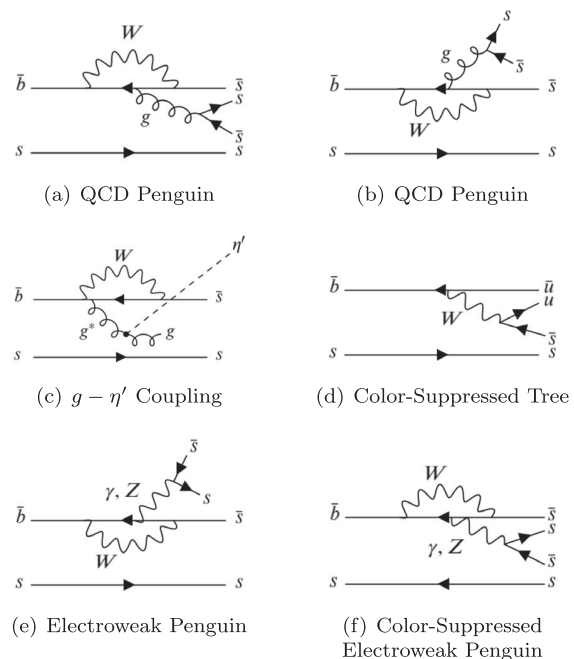 W
b̄ s̄
s
g
s̄
s s
(a) QCD Penguin
s
g
s̄
b̄ s̄
W
s s
(b) QCD Penguin
η′
W
b̄ s̄
g* g
s s
(c) g − η′ Coupling
b̄ ū
u
W
s̄
s s
(d) Color-Suppressed Tree
s̄
γ, Z s
b̄ s̄
W
s s
(e) Electroweak Penguin
W
b̄ s̄
s
γ, Z
s̄
s s
(f) Color-Suppressed
Electroweak Penguin